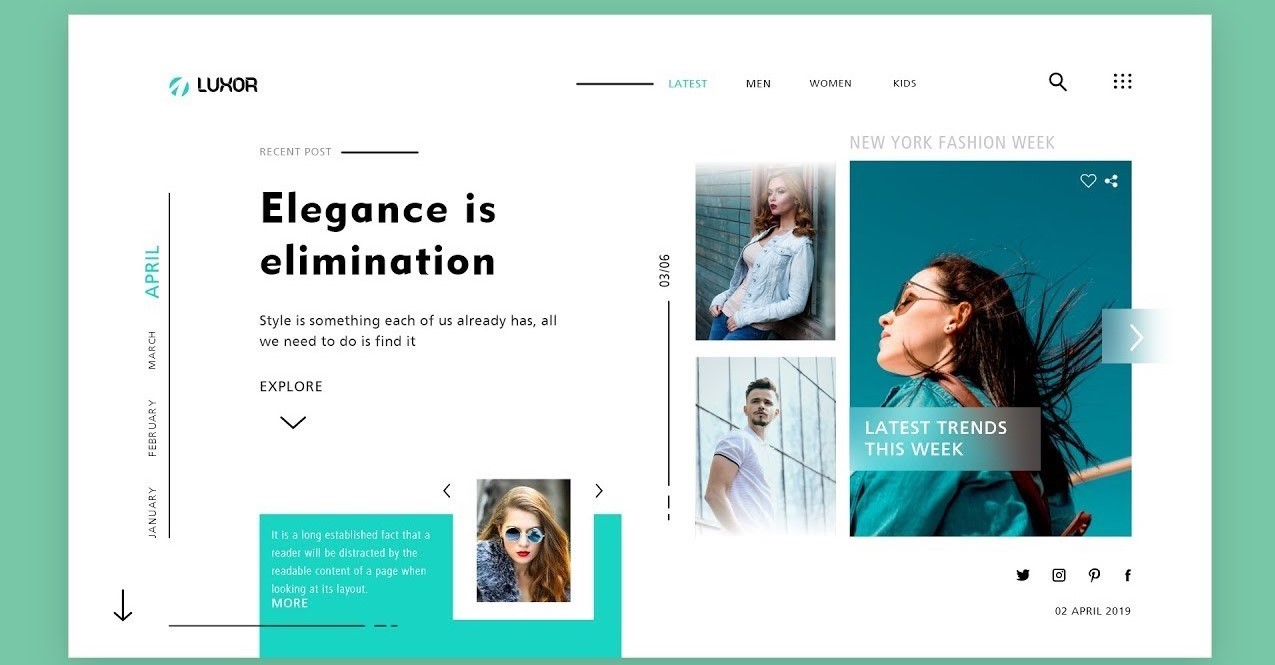 LUXOR
LATEST MEN WOMEN KIDS
RECENT POST
Elegance is
elimination
Style is something each of us already has, all
we need to do is find it
EXPLORE
APRIL
MARCH
FEBRUARY
JANUARY
It is a long established fact that a
reader will be distracted by the
readable content of a page when
looking at its layout.
MORE
03/06
NEW YORK FASHION WEEK
LATEST TRENDS
THIS WEEK
02 APRIL 2019